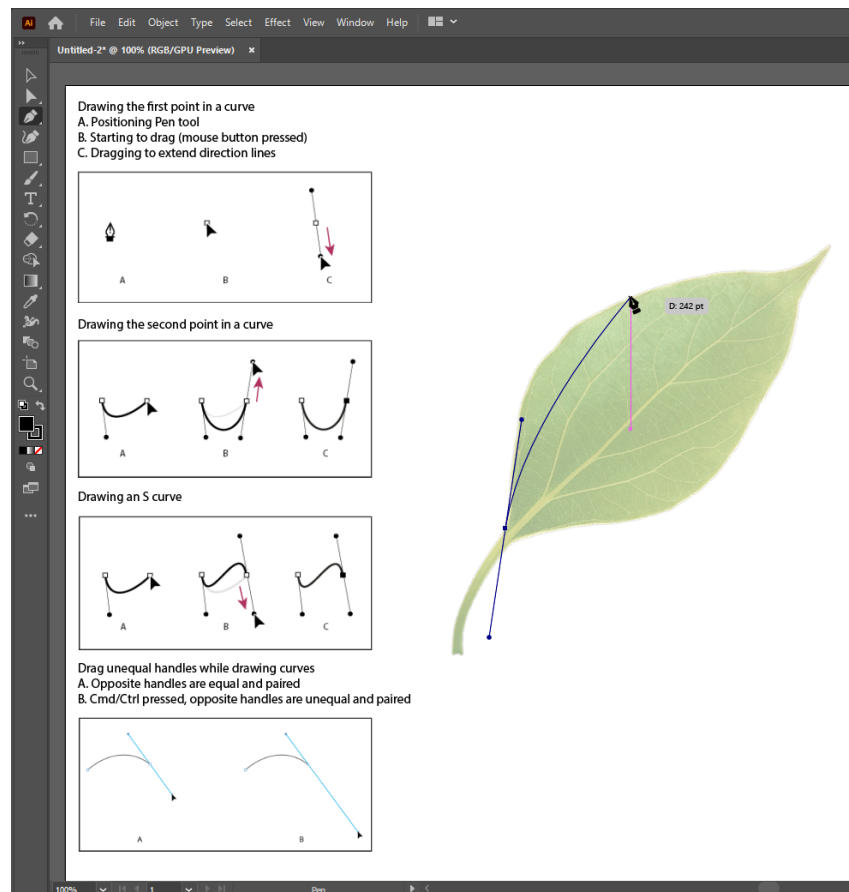 Ai
File Edit Object Type Select Effect View Window Help
Untitled-2* @ 100% (RGB/GPU Preview) ×
Drawing the first point in a curve
A. Positioning Pen tool
B. Starting to drag (mouse button pressed)
C. Dragging to extend direction lines
A B C
Drawing the second point in a curve
A B C
Drawing an S curve
A B C
Drag unequal handles while drawing curves
A. Opposite handles are equal and paired
B. Cmd/Ctrl pressed, opposite handles are unequal and paired
A B
D: 242 pt
100% 1 Pen